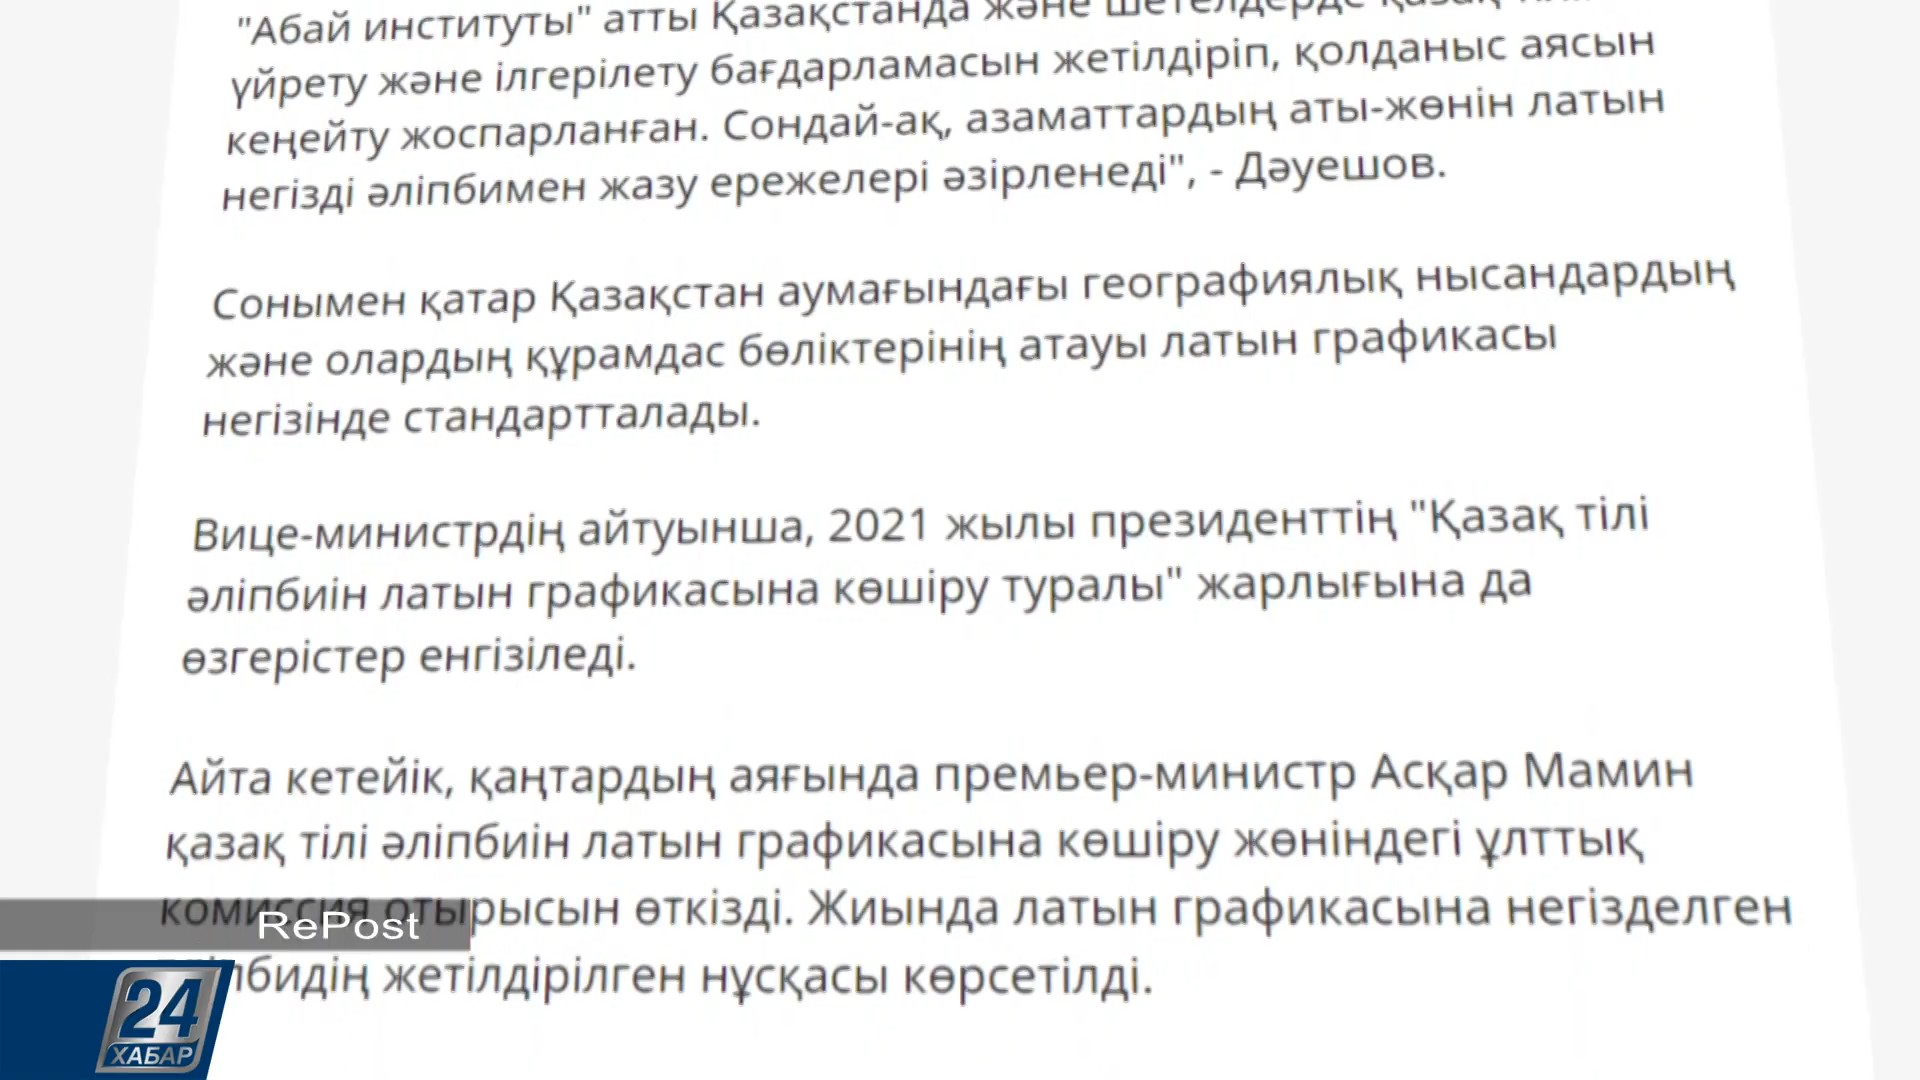 "Абай институты" атты Қазақстанда және шетелдерде қазақ
үйрету және ілгерілету бағдарламасын жетілдіріп, қолданыс аясын
кеңейту жоспарланған. Сондай-ақ, азаматтардың аты-жөнін латын
негізді әліпбимен жазу ережелері әзірленеді", - Дәуешов.
Сонымен қатар Қазақстан аумағындағы географиялық нысандардың
және олардың құрамдас бөліктерінің атауы латын графикасы
негізінде стандартталады.
Вице-министрдің айтуынша, 2021 жылы президенттің "Қазақ тілі
әліпбиін латын графикасына көшіру туралы" жарлығына да
өзгерістер енгізіледі.
Айта кетейік, қаңтардың аяғында премьер-министр Асқар Мамин
қазақ тілі әліпбиін латын графикасына көшіру жөніндегі ұлттық
комиссия отырысын өткізді. Жиында латын графикасына негізделген
жетілдірілген нұсқасы көрсетілді.
RePost
24
ХАБАР